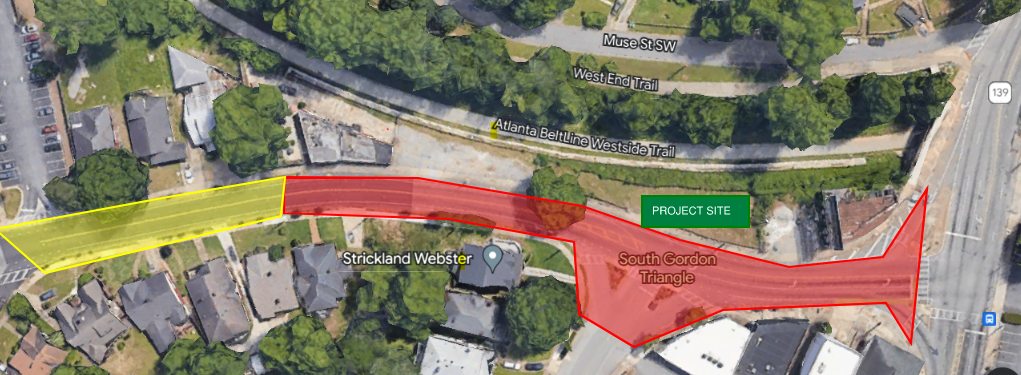 Muse St SW
West End Trail
139
Atlanta BeltLine Westside Trail
PROJECT SITE
Strickland Webster
South Gordon
Triangle